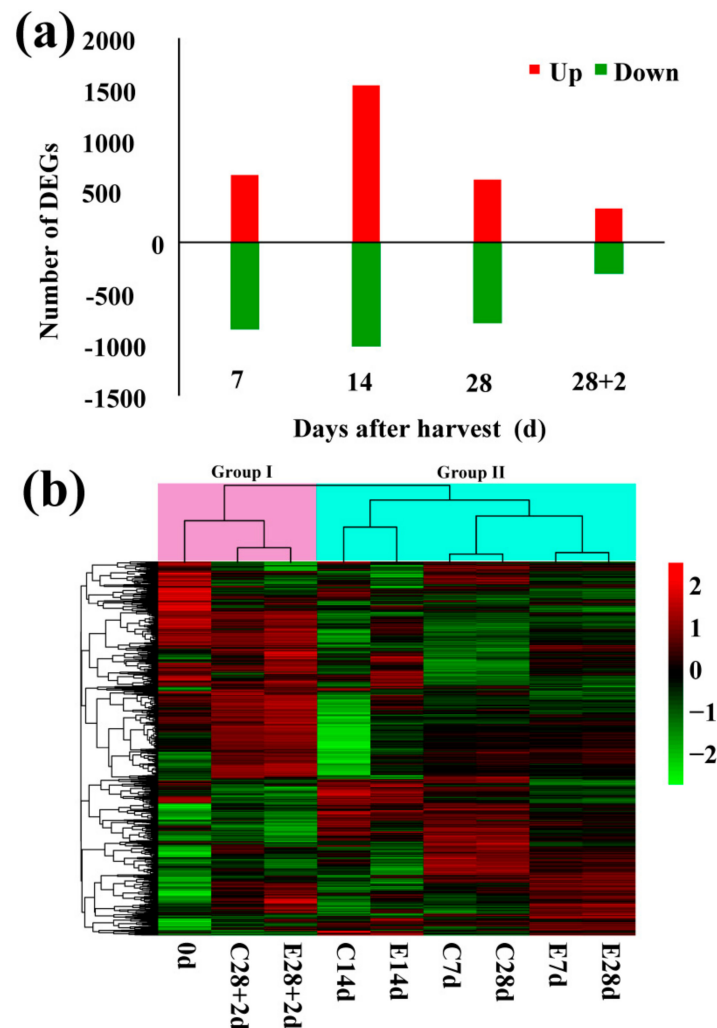 (a)
2000
1500
1000
500
0
-500
-1000
-1500
Number of DEGs
Up Down
7 14 28 28+2
Days after harvest (d)
(b)
Group I Group II
2
1
0
−1
−2
0d C28+2d E28+2d C14d E14d C7d C28d E7d E28d